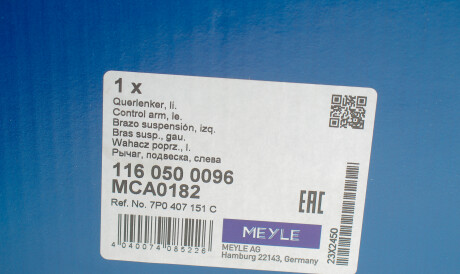 1 x
Querlenker, li.
Control arm, le.
Brazo suspensión, izq.
Bras susp., gau.
Wahacz poprz., l.
Рычаг, подвеска, слева
116 050 0096
MCA0182
Ref. No. 7P0 407 151 C
EAC
MEYLE
MEYLE AG
Hamburg 22143, Germany
4 040074 085226
23X2450